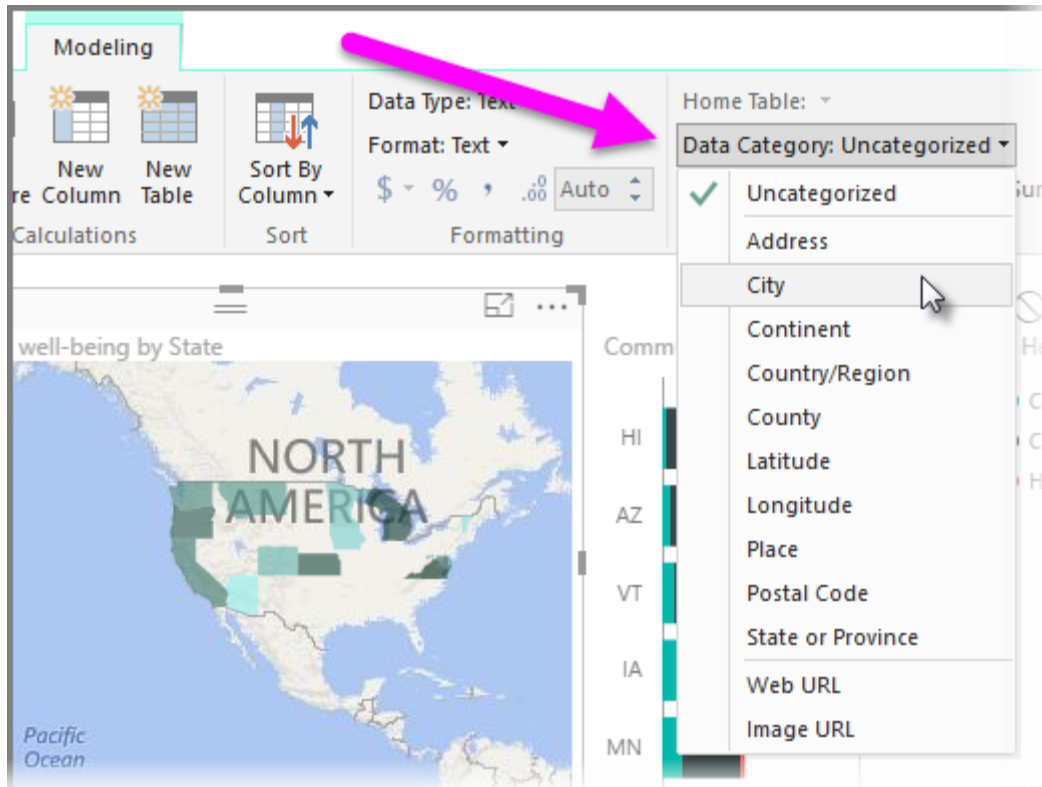 Modeling
New Column
New Table
Sort By Column
Calculations
Sort
Data Type: Text
Format: Text
$ % , .00 Auto
Formatting
Home Table:
Data Category: Uncategorized
Uncategorized
Address
City
Continent
Country/Region
County
Latitude
Longitude
Place
Postal Code
State or Province
Web URL
Image URL
well-being by State
NORTH
AMERICA
Pacific
Ocean
HI
AZ
VT
IA
MN